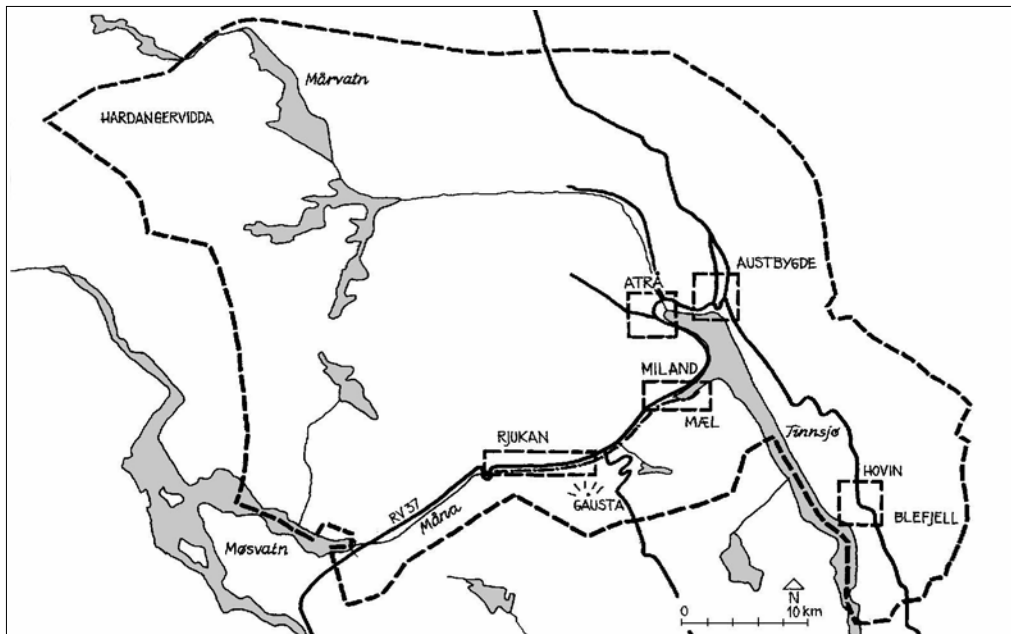 Mårvatn
HARDANGERVIDDA
AUSTBYGDE
ATRÅ
MILAND
MÆL
Tinnsjø
RJUKAN
HOVIN
GAUSTA
RV 37
Måna
BLEFJELL
Møsvatn
N
0 10 km